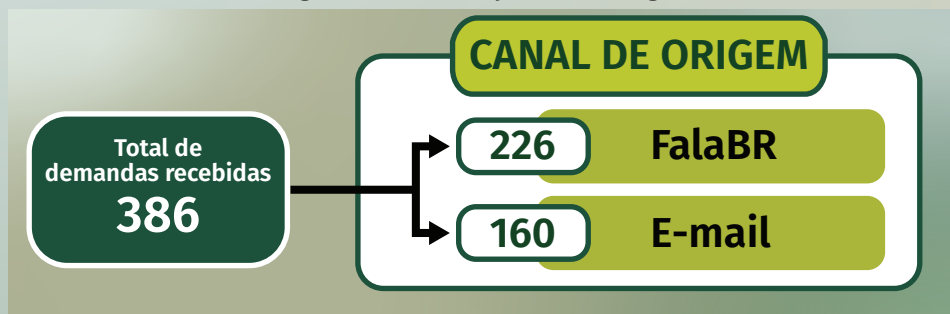 CANAL DE ORIGEM
Total de
demandas recebidas
386
226 FalaBR
160 E-mail